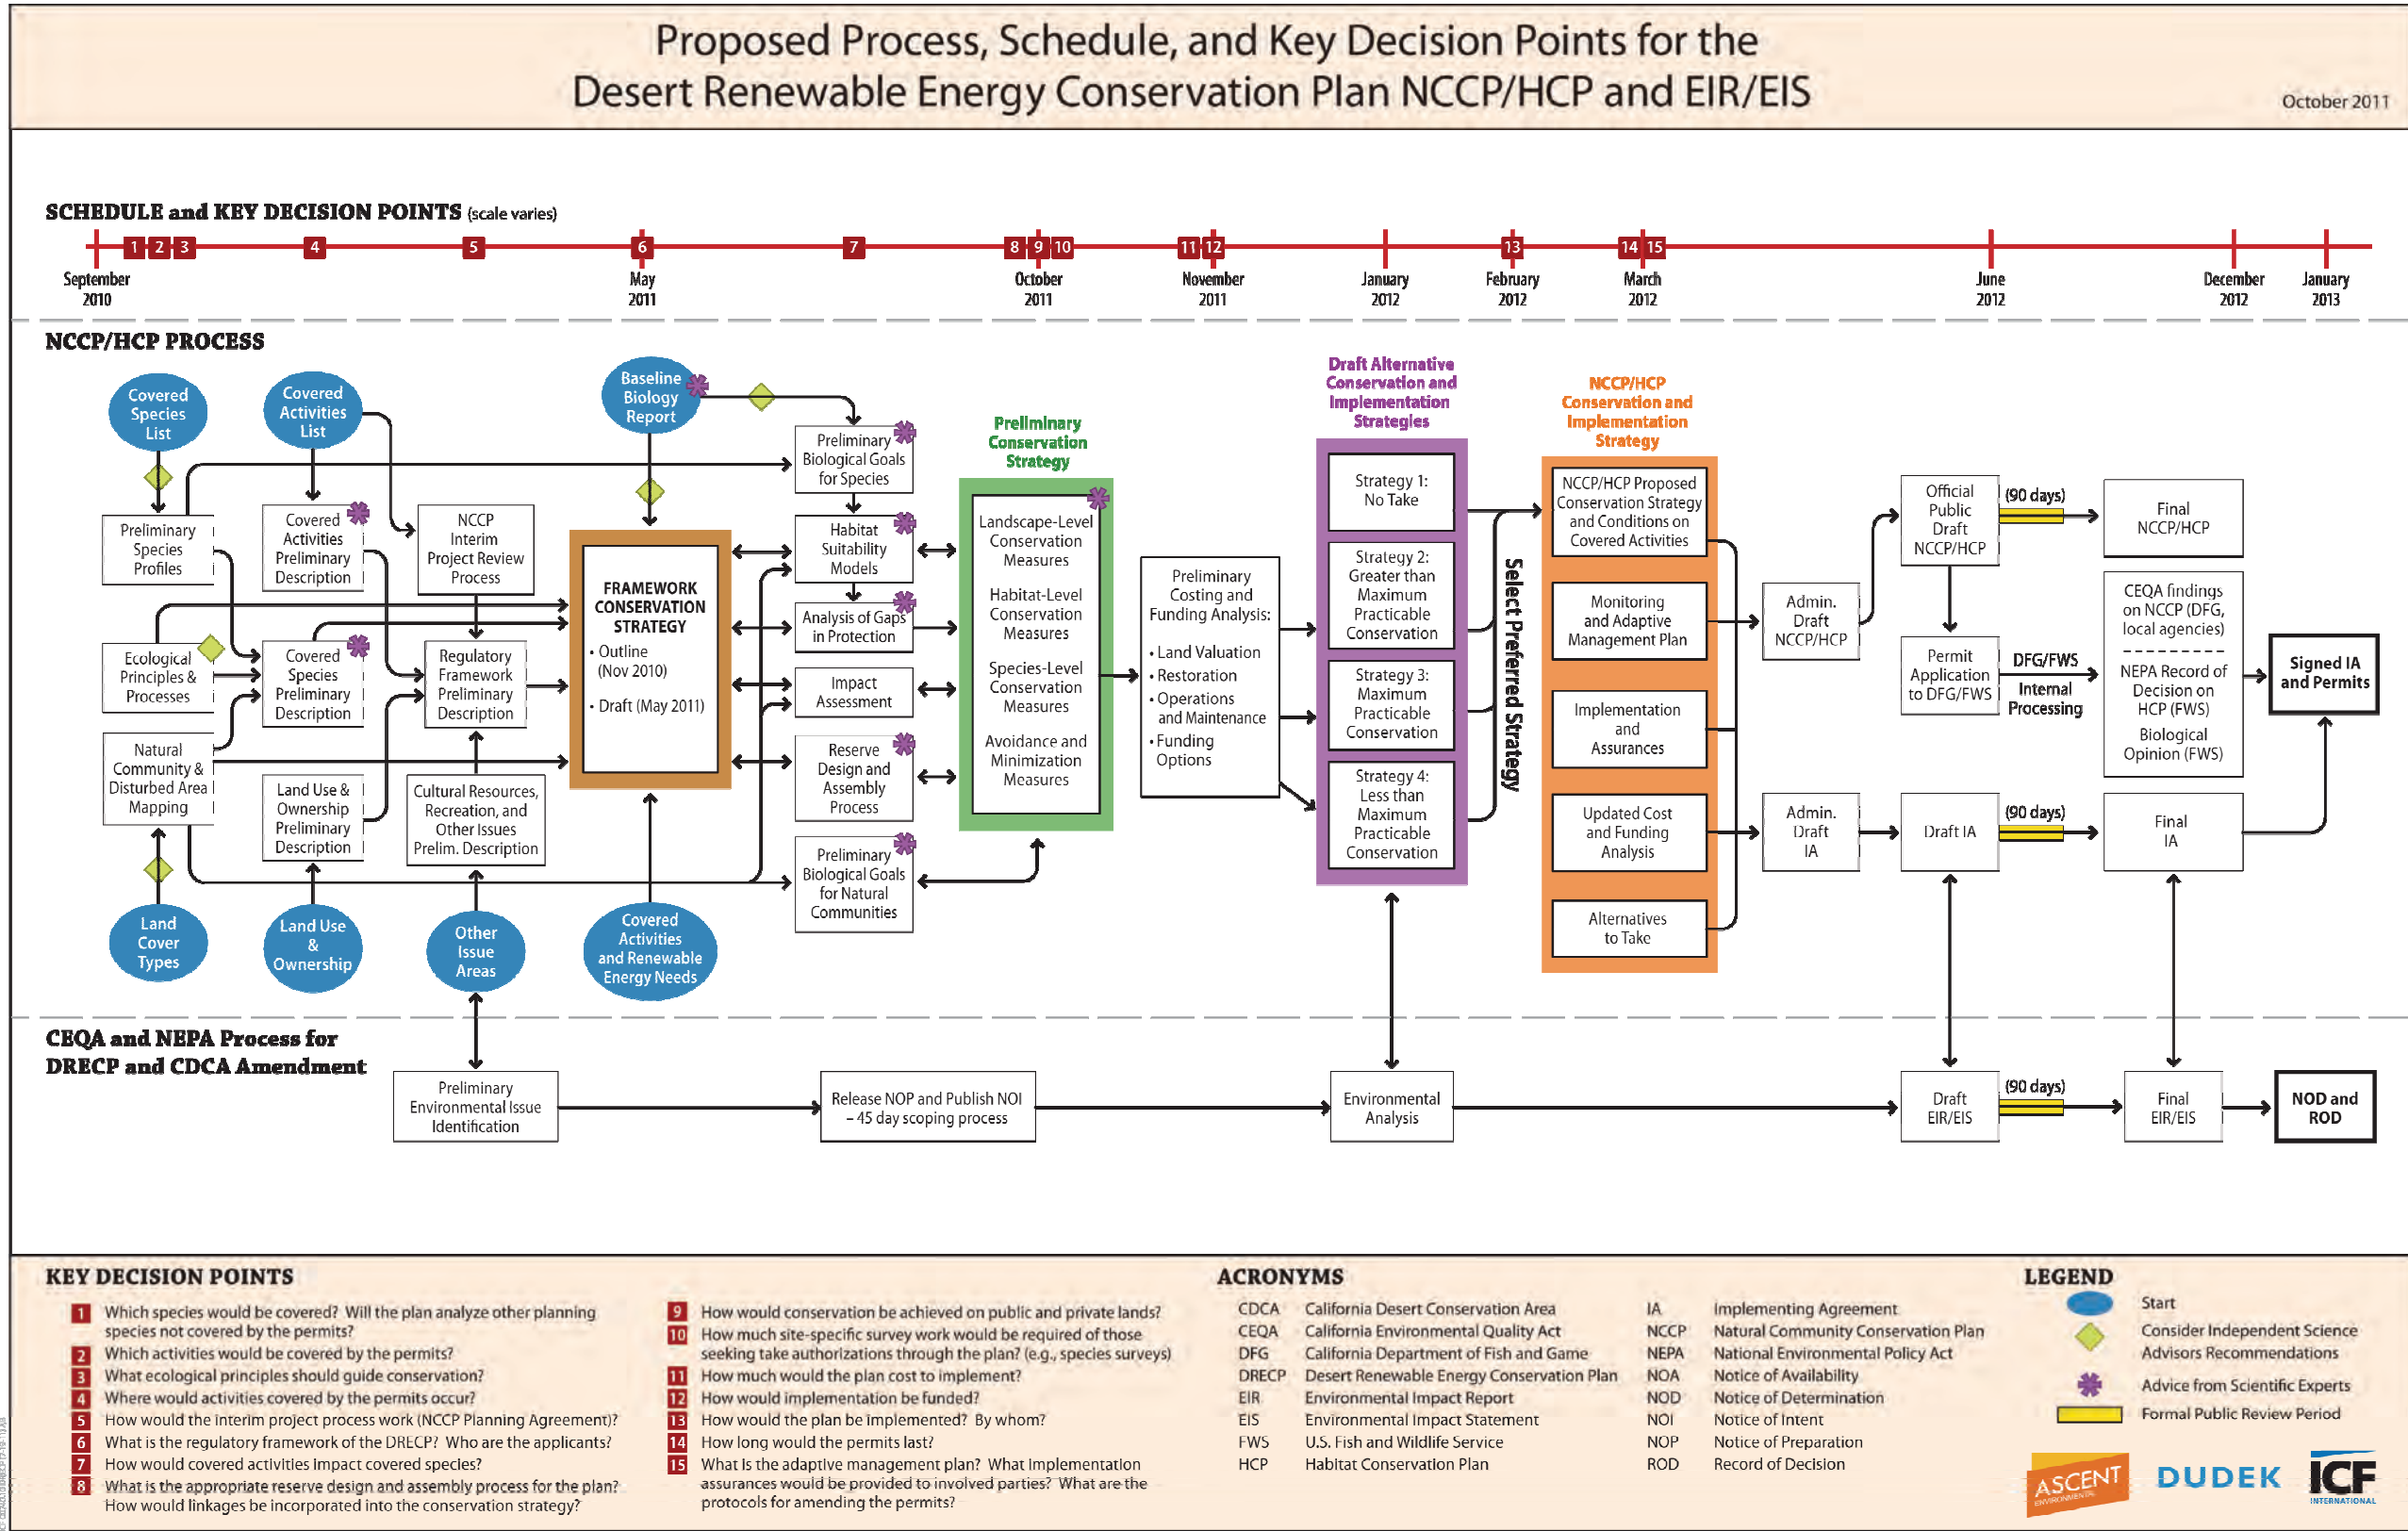 Proposed Process, Schedule, and Key Decision Points for the
Desert Renewable Energy Conservation Plan NCCP/HCP and EIR/EIS
October 2011
SCHEDULE and KEY DECISION POINTS (scale varies)
1 2 3 4 5 6 7 8 9 10 11 12 13 14 15
September
2010
May
2011
October
2011
November
2011
January
2012
February
2012
March
2012
June
2012
December
2012
January
2013
NCCP/HCP PROCESS
Covered
Species
List
Covered
Activities
List
Baseline
Biology
Report
Preliminary
Species
Profiles
Covered
Activities
Preliminary
Description
NCCP
Interim
Project Review
Process
Ecological
Principles &
Processes
Covered
Species
Preliminary
Description
Regulatory
Framework
Preliminary
Description
Natural
Community &
Disturbed Area
Mapping
Land Use &
Ownership
Preliminary
Description
Cultural Resources,
Recreation, and
Other Issues
Prelim. Description
Land
Cover
Types
Land Use
&
Ownership
Other
Issue
Areas
Covered
Activities
and Renewable
Energy Needs
FRAMEWORK
CONSERVATION
STRATEGY
• Outline
(Nov 2010)
• Draft (May 2011)
Preliminary
Biological Goals
for Species
Habitat
Suitability
Models
Analysis of Gaps
in Protection
Impact
Assessment
Reserve
Design and
Assembly
Process
Preliminary
Biological Goals
for Natural
Communities
Preliminary
Conservation
Strategy
Landscape-Level
Conservation
Measures
Habitat-Level
Conservation
Measures
Species-Level
Conservation
Measures
Avoidance and
Minimization
Measures
Preliminary
Costing and
Funding Analysis:
• Land Valuation
• Restoration
• Operations
and Maintenance
• Funding
Options
Draft Alternative
Conservation and
Implementation
Strategies
Strategy 1:
No Take
Strategy 2:
Greater than
Maximum
Practicable
Conservation
Strategy 3:
Maximum
Practicable
Conservation
Strategy 4:
Less than
Maximum
Practicable
Conservation
Select Preferred Strategy
NCCP/HCP
Conservation and
Implementation
Strategy
NCCP/HCP Proposed
Conservation Strategy
and Conditions on
Covered Activities
Monitoring
and Adaptive
Management Plan
Implementation
and
Assurances
Updated Cost
and Funding
Analysis
Alternatives
to Take
Admin.
Draft
NCCP/HCP
Admin.
Draft
IA
Official
Public
Draft
NCCP/HCP
(90 days)
Final
NCCP/HCP
Permit
Application
to DFG/FWS
DFG/FWS
Internal
Processing
CEQA findings
on NCCP (DFG,
local agencies)
NEPA Record of
Decision on
HCP (FWS)
Biological
Opinion (FWS)
Signed IA
and Permits
Draft IA
(90 days)
Final
IA
CEQA and NEPA Process for
DRECP and CDCA Amendment
Preliminary
Environmental Issue
Identification
Release NOP and Publish NOI
– 45 day scoping process
Environmental
Analysis
Draft
EIR/EIS
(90 days)
Final
EIR/EIS
NOD and
ROD
KEY DECISION POINTS
1 Which species would be covered? Will the plan analyze other planning
species not covered by the permits?
2 Which activities would be covered by the permits?
3 What ecological principles should guide conservation?
4 Where would activities covered by the permits occur?
5 How would the interim project process work (NCCP Planning Agreement)?
6 What is the regulatory framework of the DRECP? Who are the applicants?
7 How would covered activities impact covered species?
8 What is the appropriate reserve design and assembly process for the plan?
How would linkages be incorporated into the conservation strategy?
9 How would conservation be achieved on public and private lands?
10 How much site-specific survey work would be required of those
seeking take authorizations through the plan? (e.g., species surveys)
11 How much would the plan cost to implement?
12 How would implementation be funded?
13 How would the plan be implemented? By whom?
14 How long would the permits last?
15 What is the adaptive management plan? What implementation
assurances would be provided to involved parties? What are the
protocols for amending the permits?
ACRONYMS
CDCA California Desert Conservation Area
CEQA California Environmental Quality Act
DFG California Department of Fish and Game
DRECP Desert Renewable Energy Conservation Plan
EIR Environmental Impact Report
EIS Environmental Impact Statement
FWS U.S. Fish and Wildlife Service
HCP Habitat Conservation Plan
IA Implementing Agreement
NCCP Natural Community Conservation Plan
NEPA National Environmental Policy Act
NOA Notice of Availability
NOD Notice of Determination
NOI Notice of Intent
NOP Notice of Preparation
ROD Record of Decision
LEGEND
Start
Consider Independent Science
Advisors Recommendations
Advice from Scientific Experts
Formal Public Review Period
ASCENT
ENVIRONMENTAL
DUDEK
ICF
INTERNATIONAL